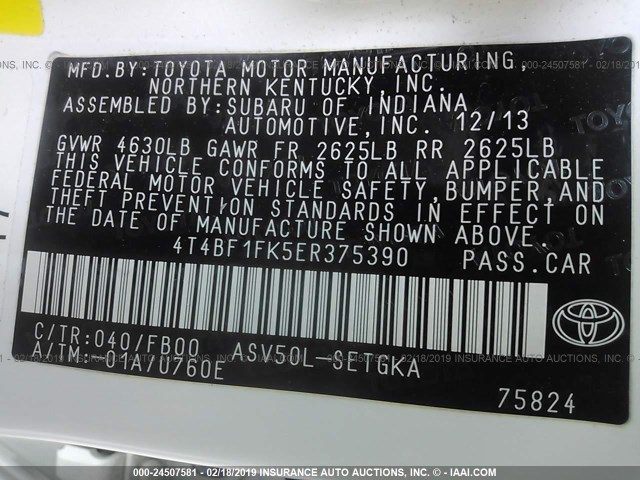 MFD.BY:TOYOTA MOTOR MANUFACTURING,
NORTHERN KENTUCKY,INC.
ASSEMBLED BY:SUBARU OF INDIANA
AUTOMOTIVE,INC. 12/13
GVWR 4630LB GAWR FR 2625LB RR 2625LB
THIS VEHICLE CONFORMS TO ALL APPLICABLE
FEDERAL MOTOR VEHICLE SAFETY,BUMPER,AND
THEFT PREVENTION STANDARDS IN EFFECT ON
THE DATE OF MANUFACTURE SHOWN ABOVE.
4T4BF1FK5ER375390 PASS.CAR
C/TR:040/FB00 ASV50L-SETGKA
A/TM:-01A/U760E
75824
000-24507581 - 02/18/2019 INSURANCE AUTO AUCTIONS, INC. - © - IAAI.COM